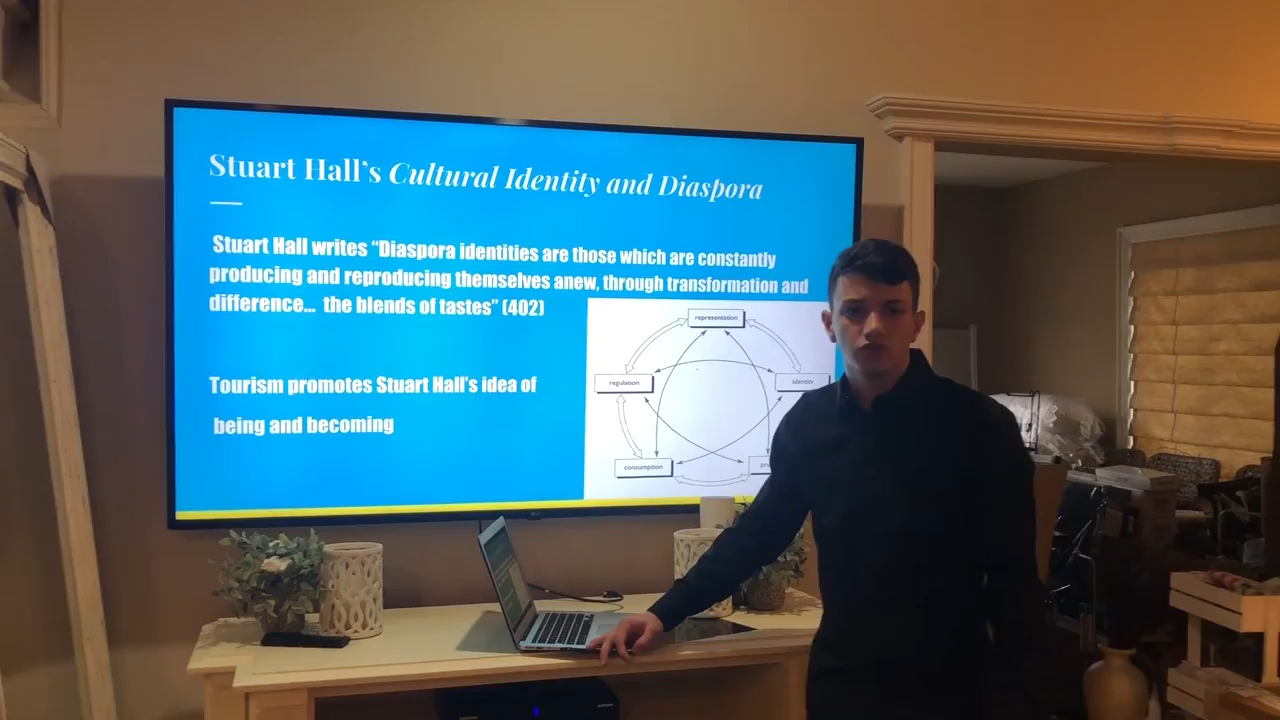 Stuart Hall's Cultural Identity and Diaspora
Stuart Hall writes "Diaspora identities are those which are constantly
producing and reproducing themselves anew, through transformation and
difference... the blends of tastes" (402)
Tourism promotes Stuart Hall's idea of
being and becoming
representation
regulation
identity
consumption